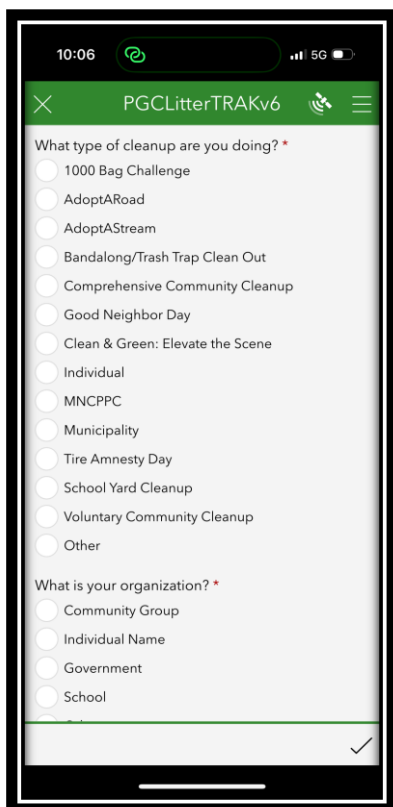 10:06
5G
PGCLitterTRAKv6
What type of cleanup are you doing? *
1000 Bag Challenge
AdoptARoad
AdoptAStream
Bandalong/Trash Trap Clean Out
Comprehensive Community Cleanup
Good Neighbor Day
Clean & Green: Elevate the Scene
Individual
MNCPPC
Municipality
Tire Amnesty Day
School Yard Cleanup
Voluntary Community Cleanup
Other
What is your organization? *
Community Group
Individual Name
Government
School